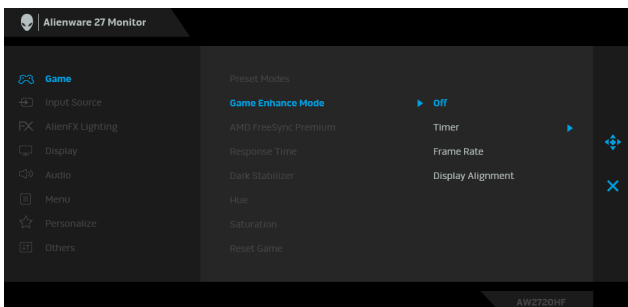 Alienware 27 Monitor
Game
Input Source
AlienFX Lighting
Display
Audio
Menu
Personalize
Others
Preset Modes
Game Enhance Mode
AMD FreeSync Premium
Response Time
Dark Stabilizer
Hue
Saturation
Reset Game
Off
Timer
Frame Rate
Display Alignment
AW2720HF